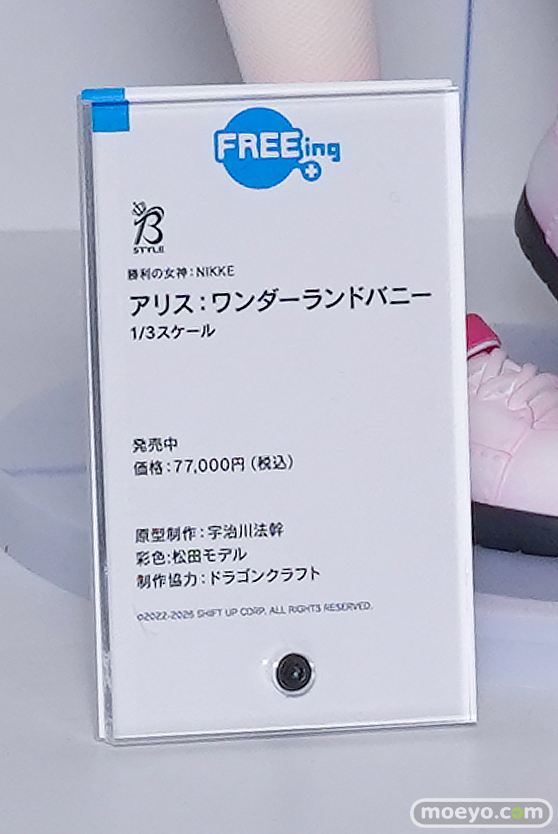 FREEing
B
STYLE
勝利の女神：NIKKE
アリス：ワンダーランドバニー
1/3スケール
発売中
価格：77,000円（税込）
原型制作：宇治川法幹
彩色:松田モデル
制作協力：ドラゴンクラフト
©2022-2026 SHIFT UP CORP. ALL RIGHTS RESERVED.
moeyo.com